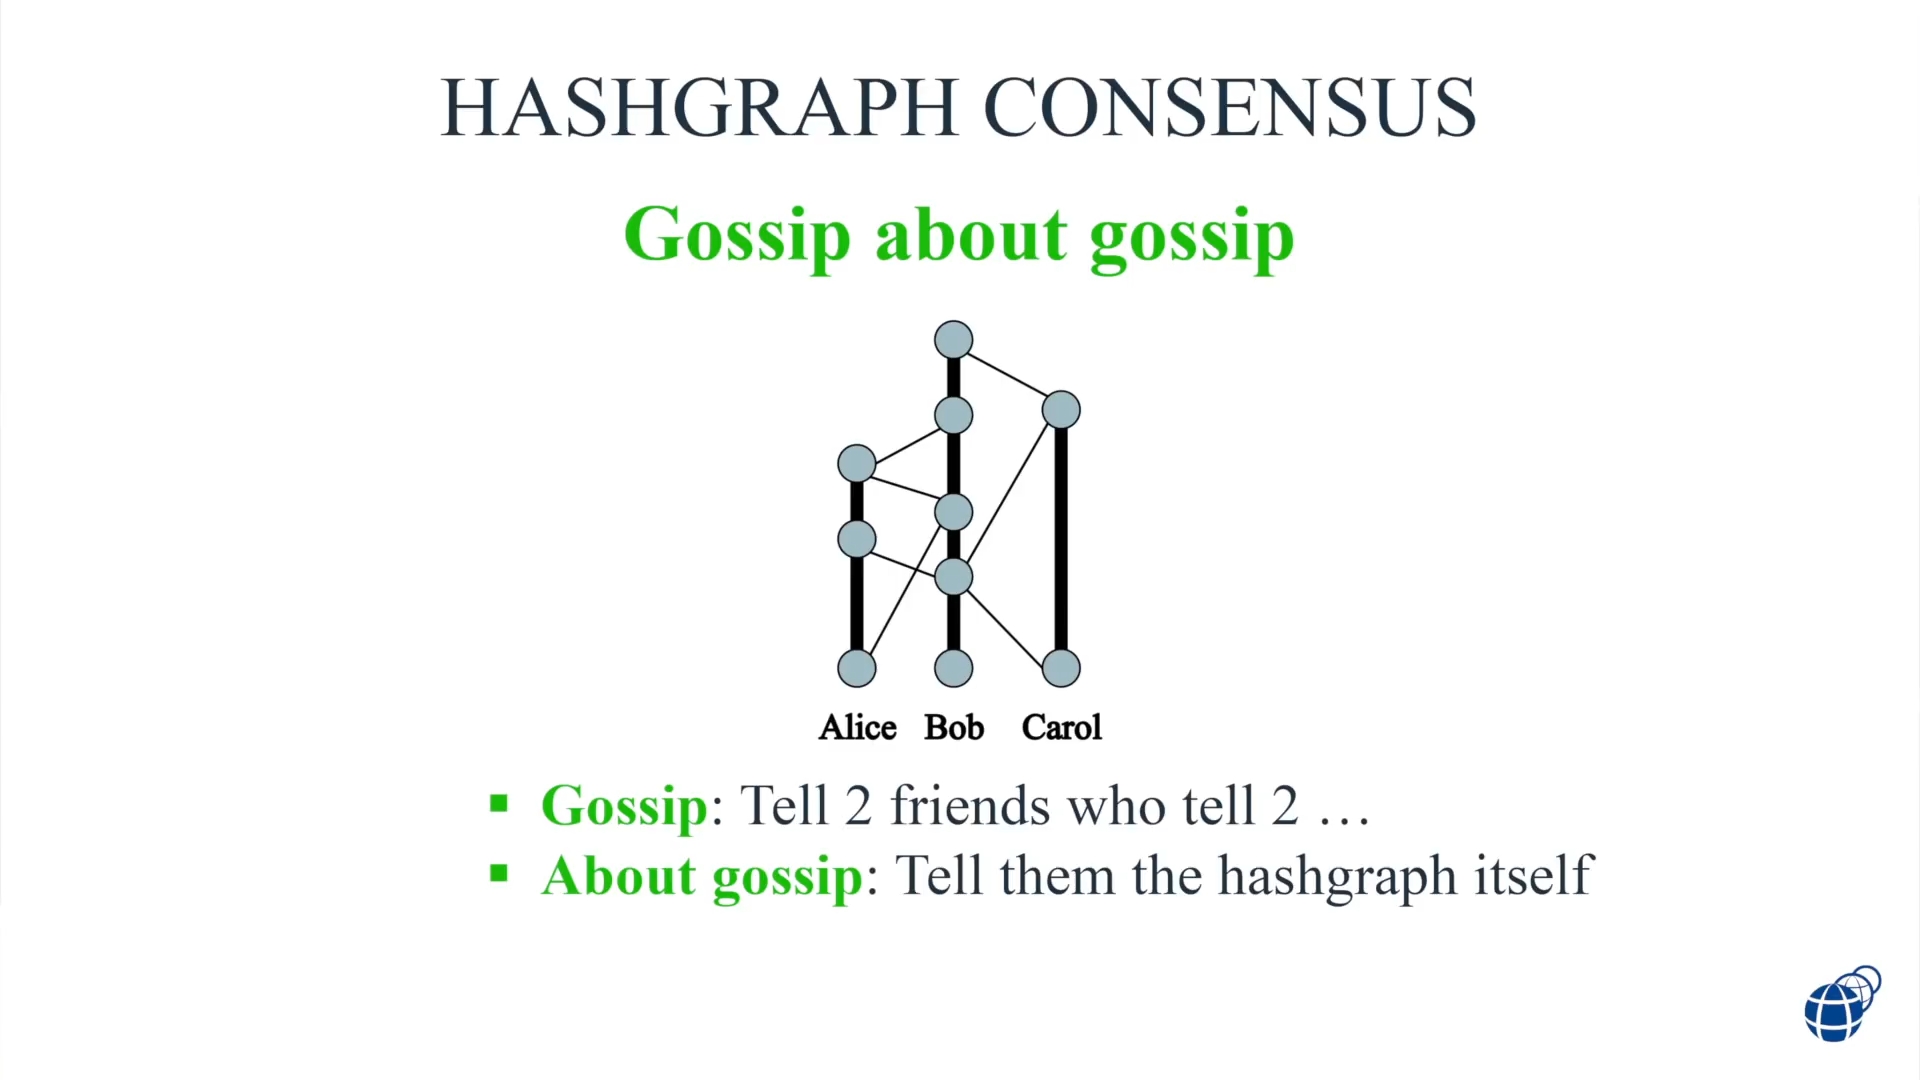 HASHGRAPH CONSENSUS
Gossip about gossip
Alice Bob Carol
▪ Gossip: Tell 2 friends who tell 2 …
▪ About gossip: Tell them the hashgraph itself